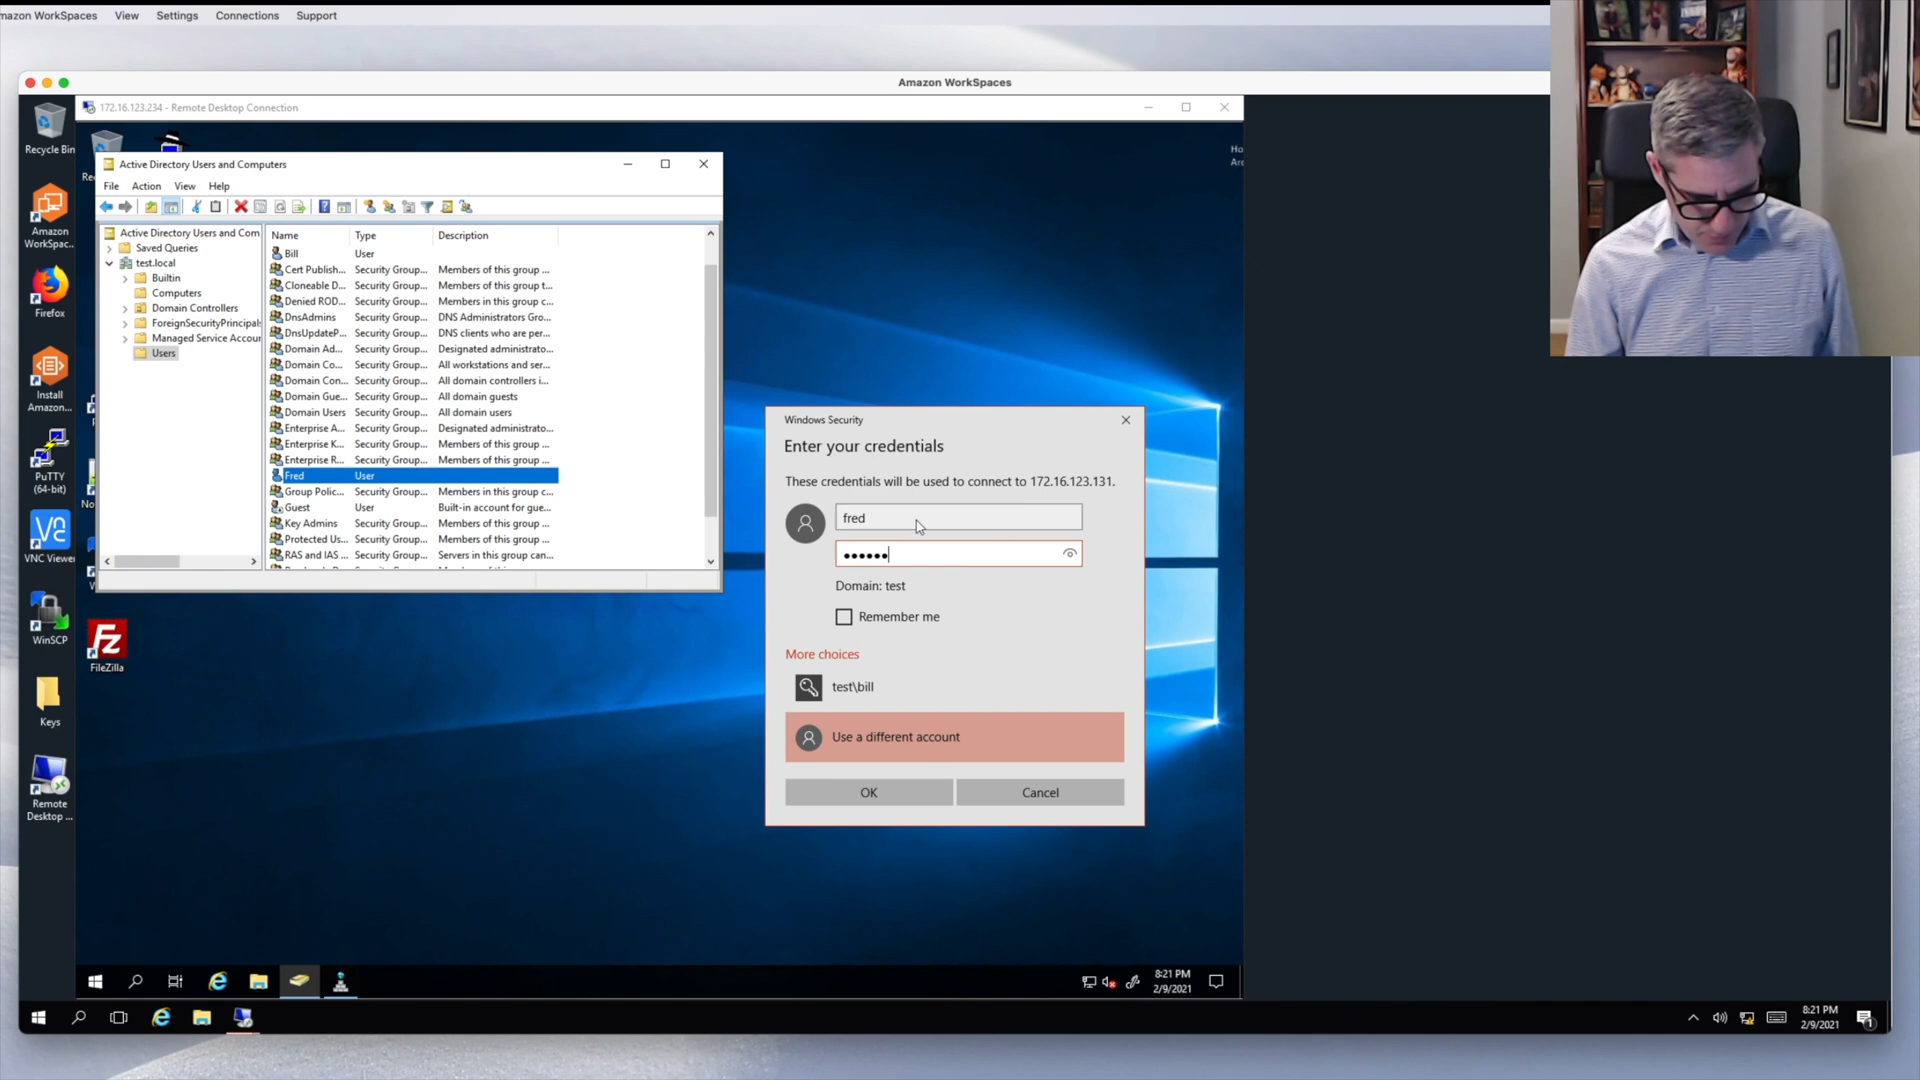 mazon WorkSpaces View Settings Connections Support
Amazon WorkSpaces
172.16.123.234 - Remote Desktop Connection
Recycle Bin
Amazon
WorkSpac...
Firefox
Install
Amazon...
PuTTY
(64-bit)
VNC Viewer
WinSCP
Keys
Remote
Desktop ...
FileZilla
Active Directory Users and Computers
File Action View Help
Active Directory Users and Com
Saved Queries
test.local
Builtin
Computers
Domain Controllers
ForeignSecurityPrincipals
Managed Service Accour
Users
Name Type Description
Bill User
Cert Publish... Security Group... Members of this group ...
Cloneable D... Security Group... Members of this group t...
Denied ROD... Security Group... Members in this group c...
DnsAdmins Security Group... DNS Administrators Gro...
DnsUpdateP... Security Group... DNS clients who are per...
Domain Ad... Security Group... Designated administrato...
Domain Co... Security Group... All workstations and ser...
Domain Con... Security Group... All domain controllers i...
Domain Gue... Security Group... All domain guests
Domain Users Security Group... All domain users
Enterprise A... Security Group... Designated administrato...
Enterprise K... Security Group... Members of this group ...
Enterprise R... Security Group... Members of this group ...
Fred User
Group Polic... Security Group... Members in this group c...
Guest User Built-in account for gue...
Key Admins Security Group... Members of this group ...
Protected Us... Security Group... Members of this group ...
RAS and IAS ... Security Group... Servers in this group can...
Windows Security
Enter your credentials
These credentials will be used to connect to 172.16.123.131.
fred
••••••
Domain: test
Remember me
More choices
test\bill
Use a different account
OK Cancel
8:21 PM
2/9/2021
8:21 PM
2/9/2021